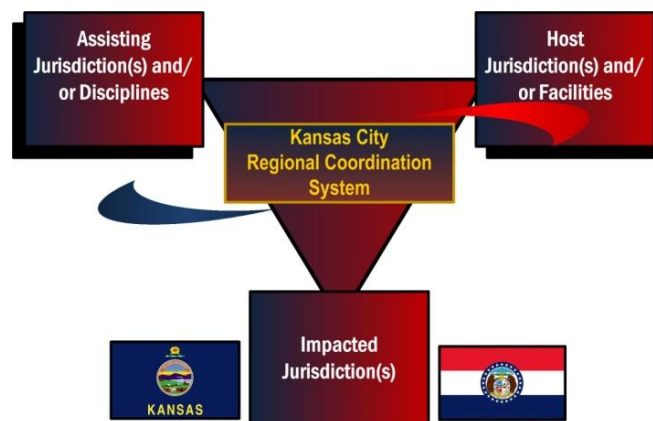 Assisting
Jurisdiction(s) and/
or Disciplines
Host
Jurisdiction(s) and/
or Facilities
Kansas City
Regional Coordination
System
Impacted
Jurisdiction(s)
KANSAS